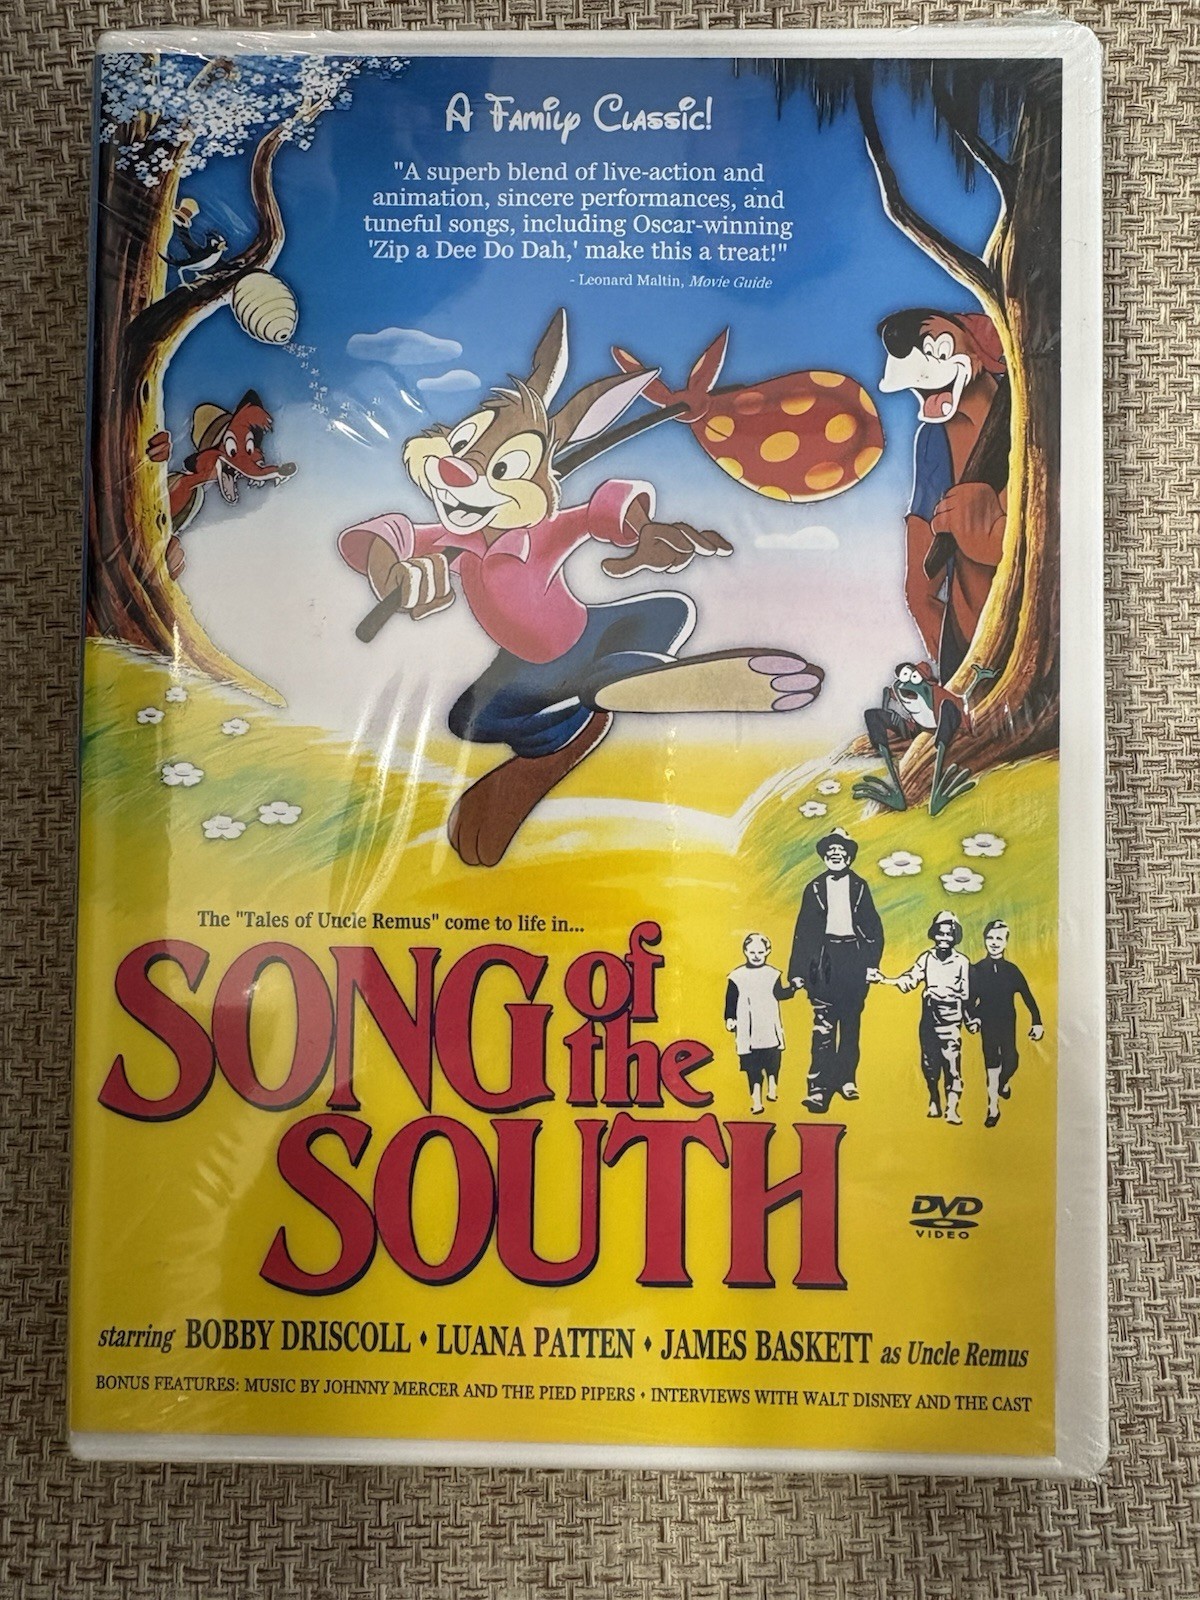 A Family Classic!
"A superb blend of live-action and
animation, sincere performances, and
tuneful songs, including Oscar-winning
'Zip a Dee Do Dah,' make this a treat!"
- Leonard Maltin, Movie Guide
The "Tales of Uncle Remus" come to life in...
SONG of
the
SOUTH
DVD
VIDEO
starring BOBBY DRISCOLL • LUANA PATTEN • JAMES BASKETT as Uncle Remus
BONUS FEATURES: MUSIC BY JOHNNY MERCER AND THE PIED PIPERS • INTERVIEWS WITH WALT DISNEY AND THE CAST